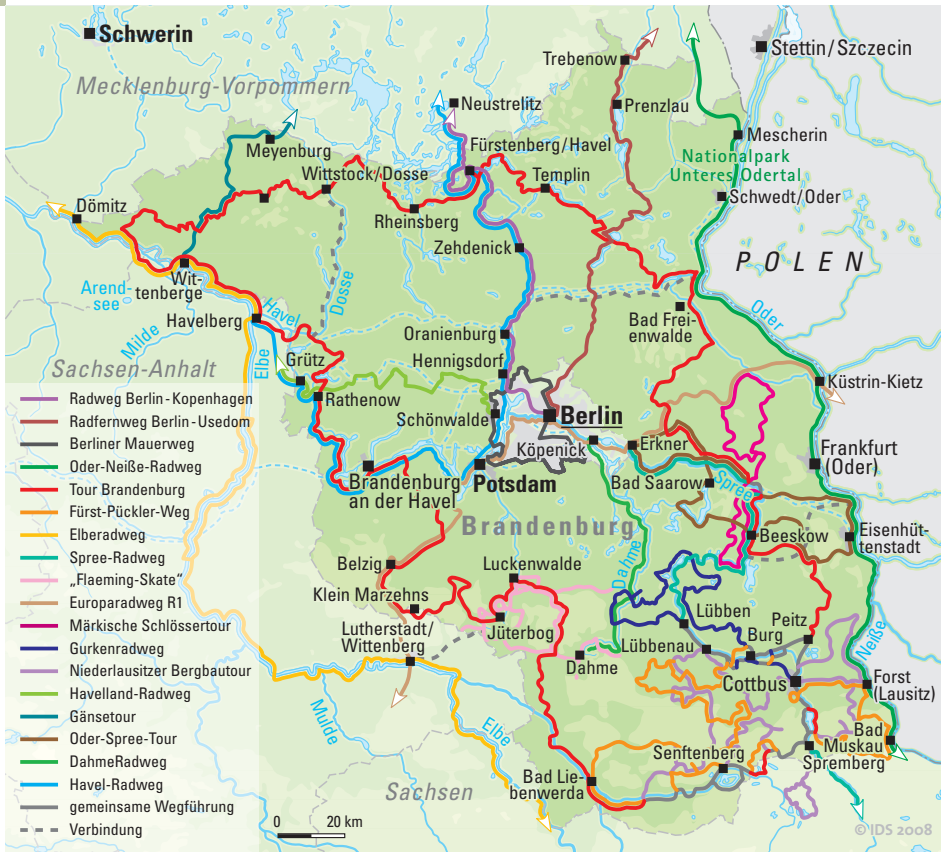 Schwerin
Stettin/Szczecin
Trebenow
Mecklenburg-Vorpommern
Neustrelitz
Prenzlau
Mescherin
Meyenburg
Fürstenberg/Havel
Nationalpark
Unteres Odertal
Wittstock/Dosse
Templin
Schwedt/Oder
Dömitz
Rheinsberg
Zehdenick
POLEN
Wit-
tenberge
Arend-
see
Dosse
Havel
Havelberg
Milde
Elbe
Oder
Bad Frei-
enwalde
Oranienburg
Hennigsdorf
Grütz
Sachsen-Anhalt
Küstrin-Kietz
Rathenow
Schönwalde
Berlin
Köpenick
Erkner
Frankfurt
(Oder)
Brandenburg
an der Havel
Potsdam
Bad Saarow
Spree
Brandenburg
Beeskow
Eisenhüt-
tenstadt
Dahme
Belzig
Luckenwalde
Klein Marzehns
Lübben
Peitz
Neiße
Lutherstadt/
Wittenberg
Jüterbog
Lübbenau
Burg
Dahme
Cottbus
Forst
(Lausitz)
Mulde
Elbe
Bad
Muskau
Senftenberg
Spremberg
Bad Lie-
benwerda
Sachsen
Radweg Berlin-Kopenhagen
Radfernweg Berlin-Usedom
Berliner Mauerweg
Oder-Neiße-Radweg
Tour Brandenburg
Fürst-Pückler-Weg
Elberadweg
Spree-Radweg
„Flaeming-Skate“
Europaradweg R1
Märkische Schlössertour
Gurkenradweg
Niederlausitzer Bergbautour
Havelland-Radweg
Gänsetour
Oder-Spree-Tour
DahmeRadweg
Havel-Radweg
gemeinsame Wegführung
Verbindung
0 20 km
© IDS 2008